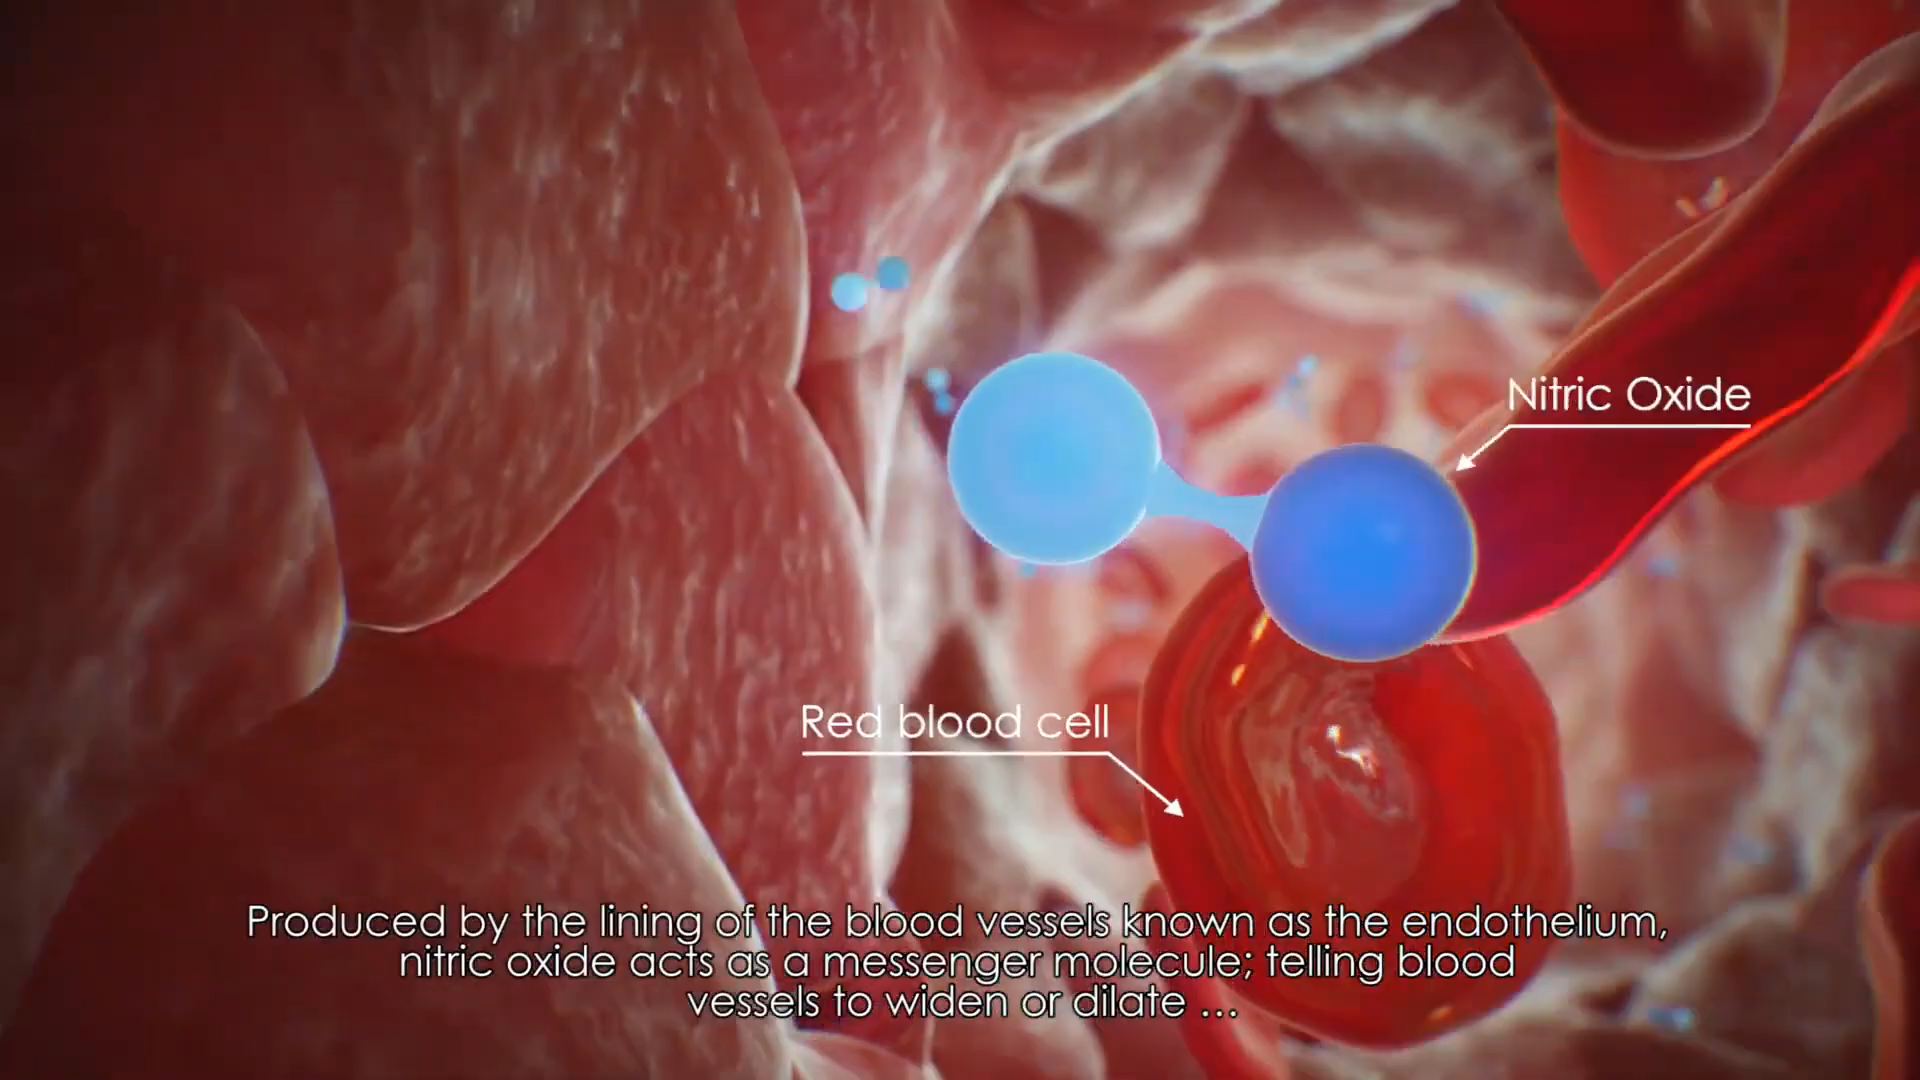 Nitric Oxide
Red blood cell
Produced by the lining of the blood vessels known as the endothelium,
nitric oxide acts as a messenger molecule; telling blood
vessels to widen or dilate ...